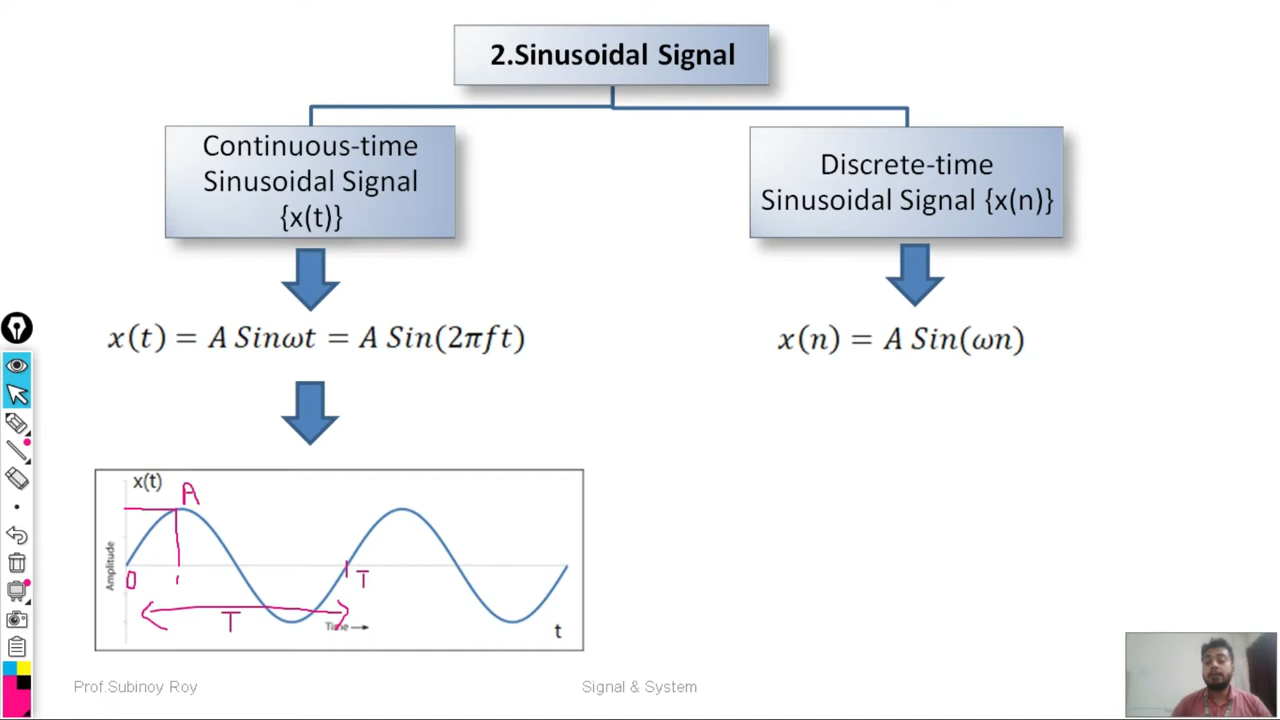 2.Sinusoidal Signal
Continuous-time
Sinusoidal Signal
{x(t)}
Discrete-time
Sinusoidal Signal {x(n)}
x(t) = A Sinωt = A Sin(2πft)
x(n) = A Sin(ωn)
x(t)
A
Amplitude
0
T
T
Time
t
Prof.Subinoy Roy
Signal & System